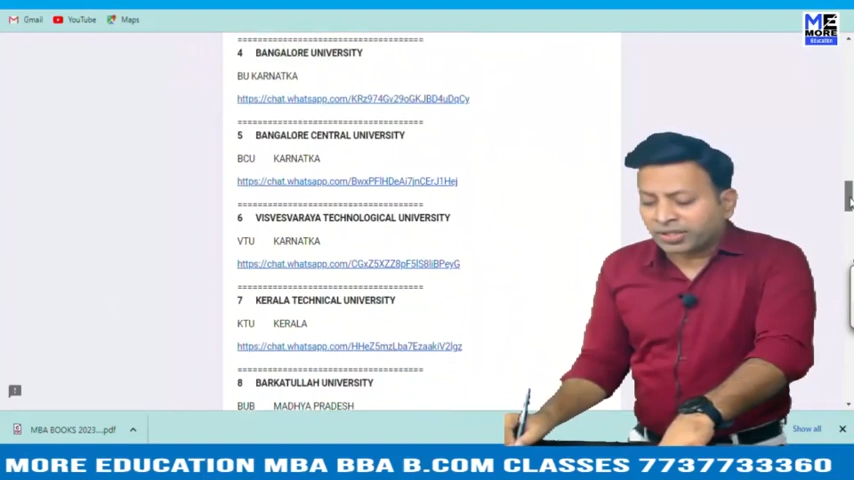 Gmail YouTube Maps
ME
MORE
Education
====================================
4 BANGALORE UNIVERSITY
BU KARNATKA
https://chat.whatsapp.com/KRz974Gv29oGKJBD4uDqCy
====================================
5 BANGALORE CENTRAL UNIVERSITY
BCU KARNATKA
https://chat.whatsapp.com/BwxPFlHDeAi7jnCErJ1Hej
====================================
6 VISVESVARAYA TECHNOLOGICAL UNIVERSITY
VTU KARNATKA
https://chat.whatsapp.com/CGxZ5XZZ8pF5IS8liBPeyG
====================================
7 KERALA TECHNICAL UNIVERSITY
KTU KERALA
https://chat.whatsapp.com/HHeZ5mzLba7EzaakiV2lgz
====================================
8 BARKATULLAH UNIVERSITY
BUB MADHYA PRADESH
MBA BOOKS 2023....pdf
Show all
MORE EDUCATION MBA BBA B.COM CLASSES 7737733360